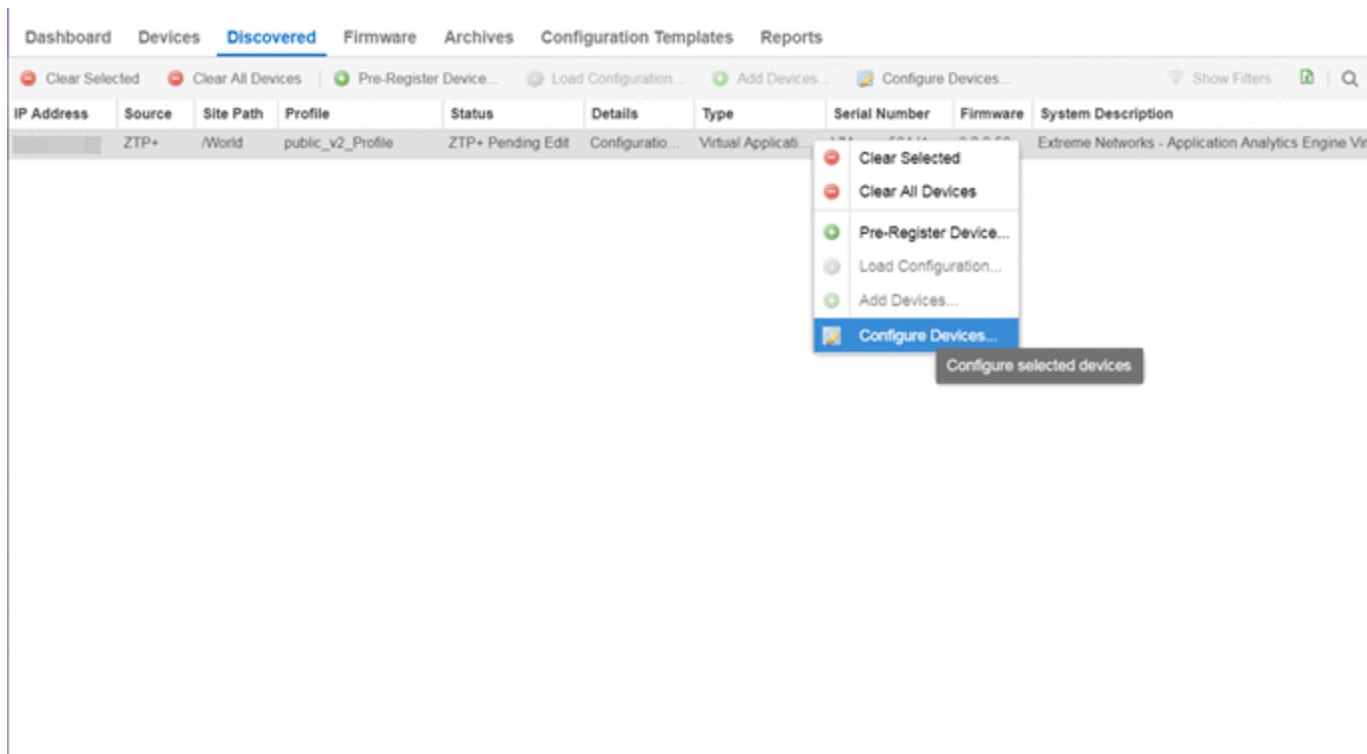 Dashboard Devices Discovered Firmware Archives Configuration Templates Reports
Clear Selected Clear All Devices Pre-Register Device... Load Configuration... Add Devices... Configure Devices... Show Filters
IP Address Source Site Path Profile Status Details Type Serial Number Firmware System Description
ZTP+ /World public_v2_Profile ZTP+ Pending Edit Configuratio... Virtual Applicati... Extreme Networks - Application Analytics Engine Vir
Clear Selected
Clear All Devices
Pre-Register Device...
Load Configuration...
Add Devices...
Configure Devices...
Configure selected devices